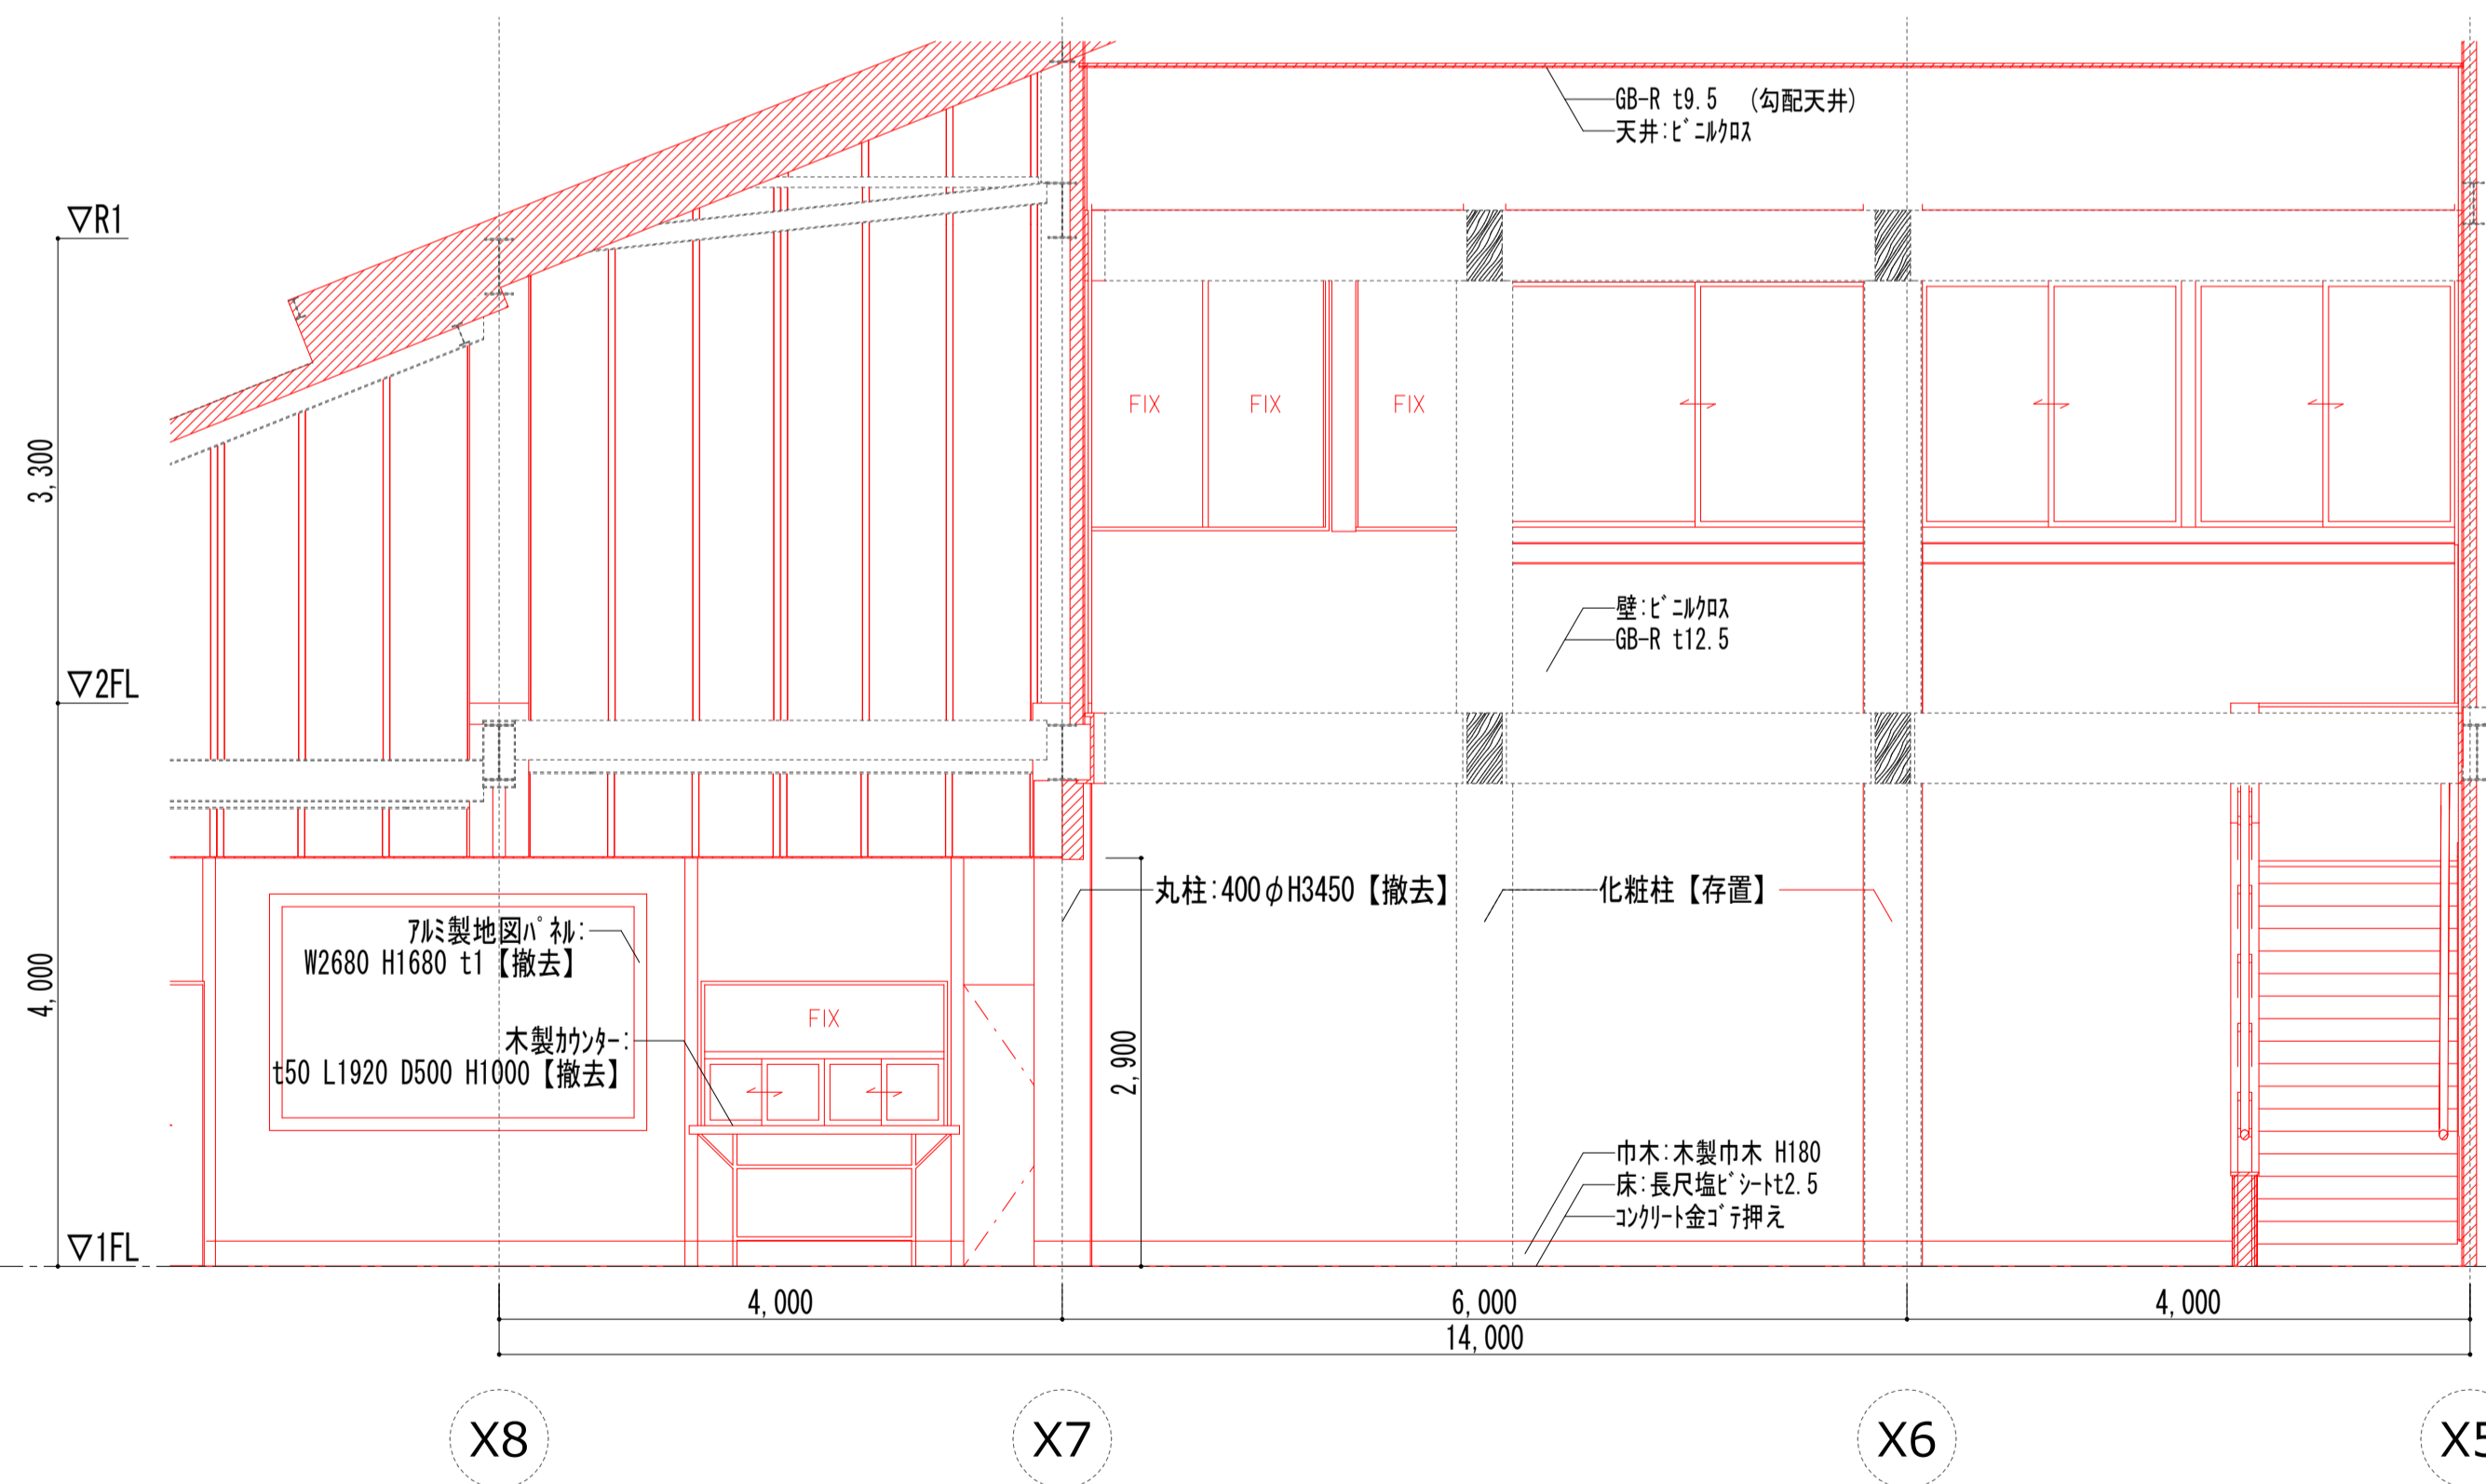 GB-R t9.5 (勾配天井)
天井:ビニルクロス
▽R1
FIX
FIX
FIX
3,300
壁:ビニルクロス
GB-R t12.5
▽2FL
丸柱:400φH3450【撤去】
化粧柱【存置】
アルミ製地図パネル:
W2680 H1680 t1【撤去】
4,000
FIX
木製カウンター:
t50 L1920 D500 H1000【撤去】
2,900
巾木:木製巾木 H180
床:長尺塩ビシートt2.5
コンクリート金ゴテ押え
▽1FL
4,000
6,000
4,000
14,000
X8
X7
X6
X5